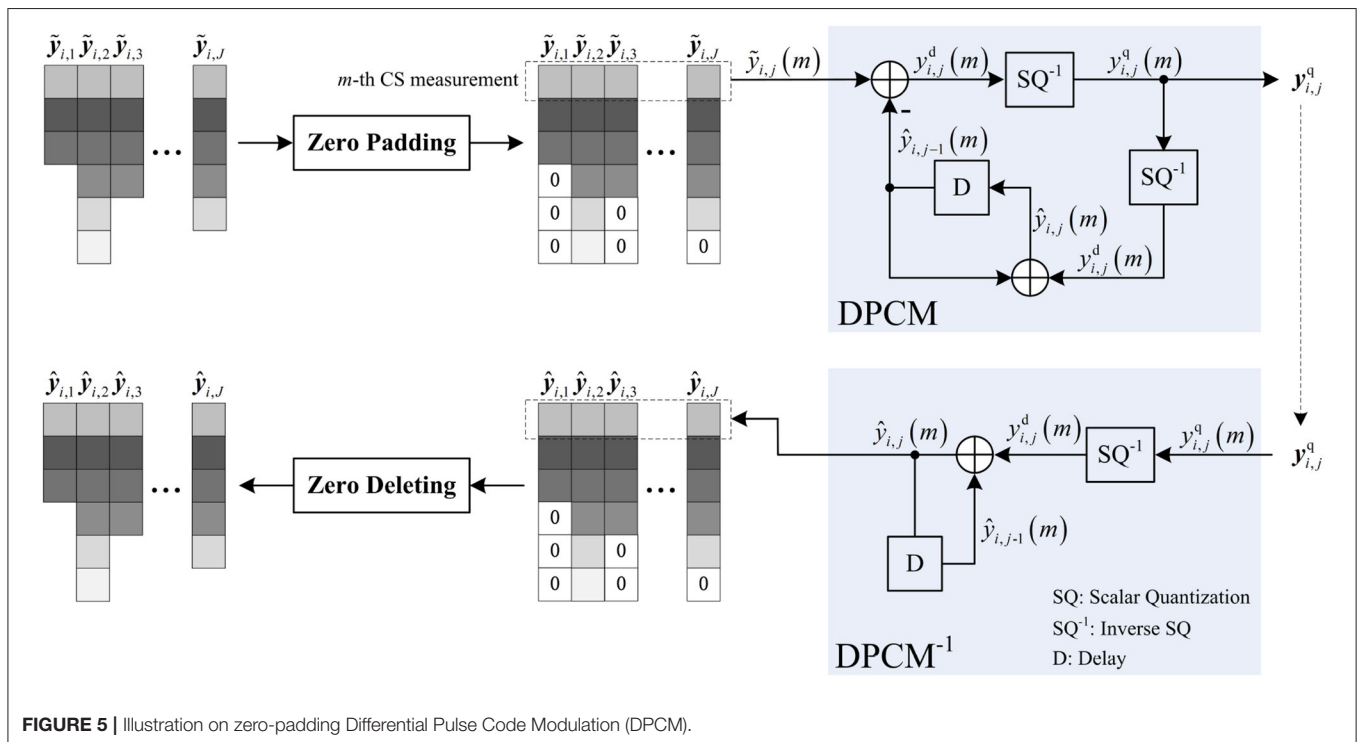 ỹ_{i,1} ỹ_{i,2} ỹ_{i,3} ỹ_{i,J}
...
Zero Padding
m-th CS measurement
ỹ_{i,1} ỹ_{i,2} ỹ_{i,3} ỹ_{i,J}
...
0
0 0
0 0 0
ỹ_{i,j}(m)
-
y^d_{i,j}(m)
SQ⁻¹
y^q_{i,j}(m)
y^q_{i,j}
ŷ_{i,j−1}(m)
D
SQ⁻¹
ŷ_{i,j}(m)
y^d_{i,j}(m)
DPCM
ŷ_{i,1} ŷ_{i,2} ŷ_{i,3} ŷ_{i,J}
...
Zero Deleting
ŷ_{i,1} ŷ_{i,2} ŷ_{i,3} ŷ_{i,J}
...
0
0 0
0 0 0
ŷ_{i,j}(m)
y^d_{i,j}(m)
SQ⁻¹
y^q_{i,j}(m)
y^q_{i,j}
ŷ_{i,j-1}(m)
D
SQ: Scalar Quantization
SQ⁻¹: Inverse SQ
D: Delay
DPCM⁻¹
FIGURE 5 | Illustration on zero-padding Differential Pulse Code Modulation (DPCM).